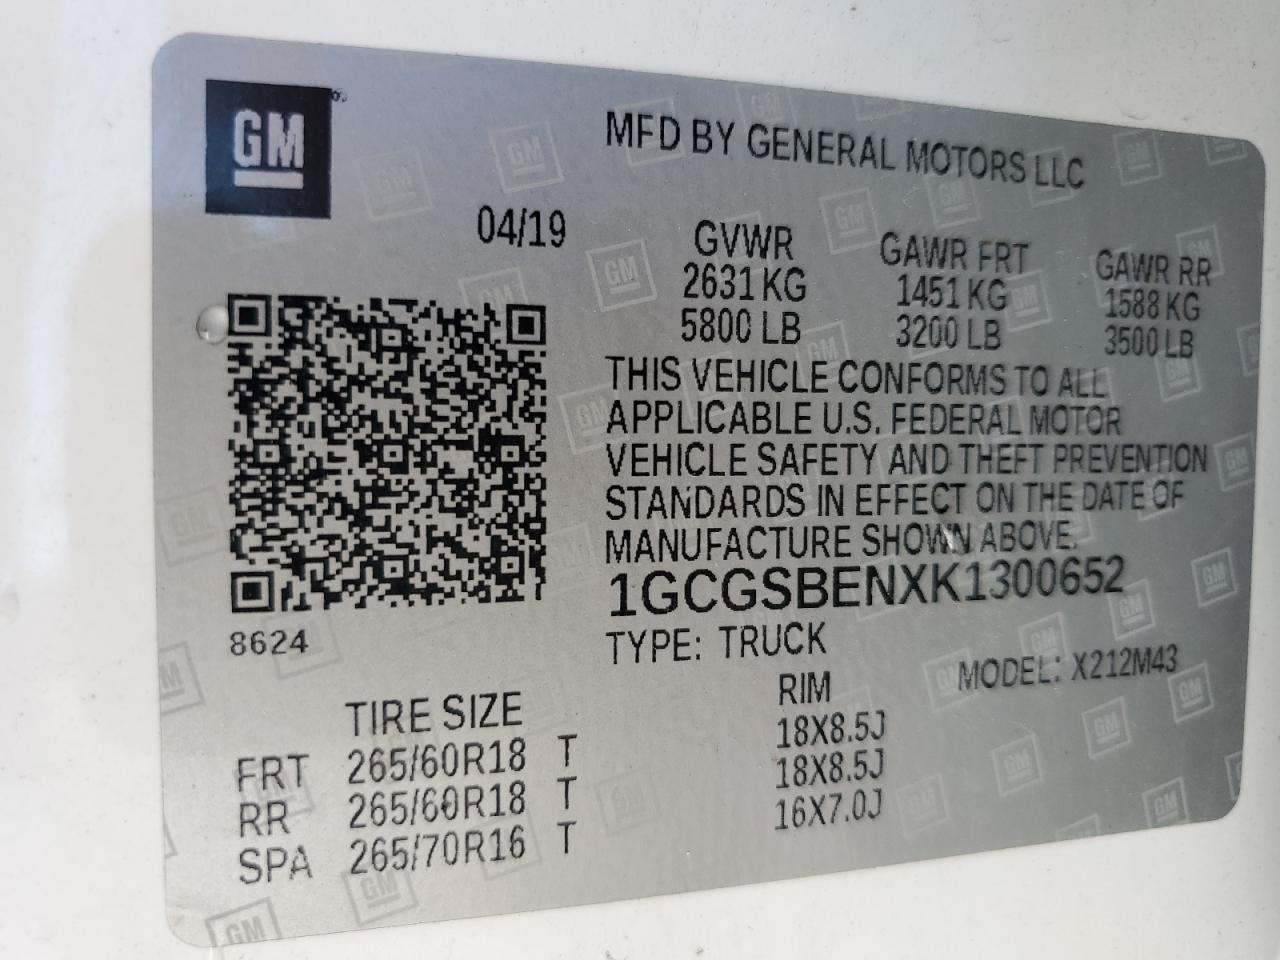 GM
MFD BY GENERAL MOTORS LLC
04/19
GVWR GAWR FRT GAWR RR
2631 KG 1451 KG 1588 KG
5800 LB 3200 LB 3500 LB
THIS VEHICLE CONFORMS TO ALL
APPLICABLE U.S. FEDERAL MOTOR
VEHICLE SAFETY AND THEFT PREVENTION
STANDARDS IN EFFECT ON THE DATE OF
MANUFACTURE SHOWN ABOVE.
1GCGSBENXK1300652
8624
TYPE: TRUCK
MODEL: X212M43
TIRE SIZE RIM
FRT 265/60R18 T 18X8.5J
RR 265/60R18 T 18X8.5J
SPA 265/70R16 T 16X7.0J